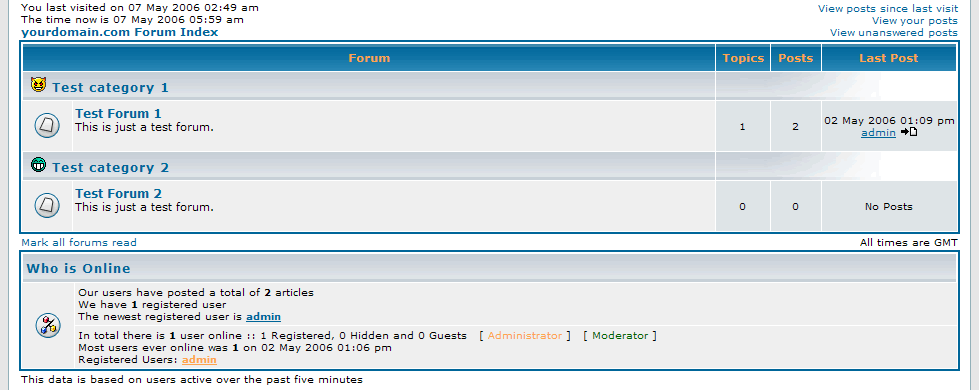 You last visited on 07 May 2006 02:49 am
The time now is 07 May 2006 05:59 am
yourdomain.com Forum Index
View posts since last visit
View your posts
View unanswered posts
Forum Topics Posts Last Post
Test category 1
Test Forum 1
This is just a test forum.
1 2
02 May 2006 01:09 pm
admin
Test category 2
Test Forum 2
This is just a test forum.
0 0 No Posts
Mark all forums read
All times are GMT
Who is Online
Our users have posted a total of 2 articles
We have 1 registered user
The newest registered user is admin
In total there is 1 user online :: 1 Registered, 0 Hidden and 0 Guests [ Administrator ] [ Moderator ]
Most users ever online was 1 on 02 May 2006 01:06 pm
Registered Users: admin
This data is based on users active over the past five minutes